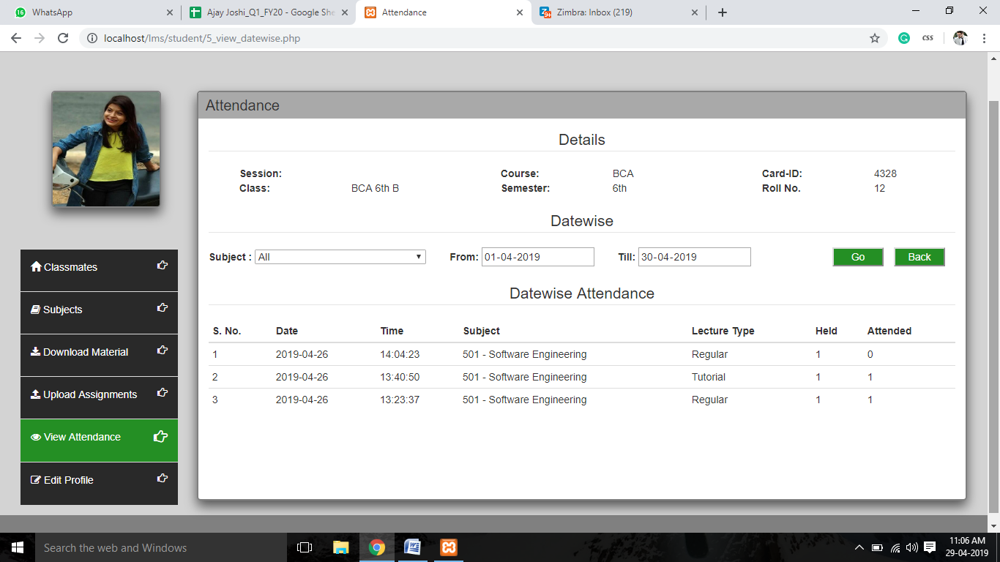 WhatsApp
Ajay Joshi_Q1_FY20 - Google She
Attendance
Zimbra: Inbox (219)
localhost/lms/student/5_view_datewise.php
css
Attendance
Details
Session: Course: BCA Card-ID: 4328
Class: BCA 6th B Semester: 6th Roll No. 12
Datewise
Subject : All From: 01-04-2019 Till: 30-04-2019 Go Back
Datewise Attendance
S. No. Date Time Subject Lecture Type Held Attended
1 2019-04-26 14:04:23 501 - Software Engineering Regular 1 0
2 2019-04-26 13:40:50 501 - Software Engineering Tutorial 1 1
3 2019-04-26 13:23:37 501 - Software Engineering Regular 1 1
Classmates
Subjects
Download Material
Upload Assignments
View Attendance
Edit Profile
Search the web and Windows
11:06 AM
29-04-2019